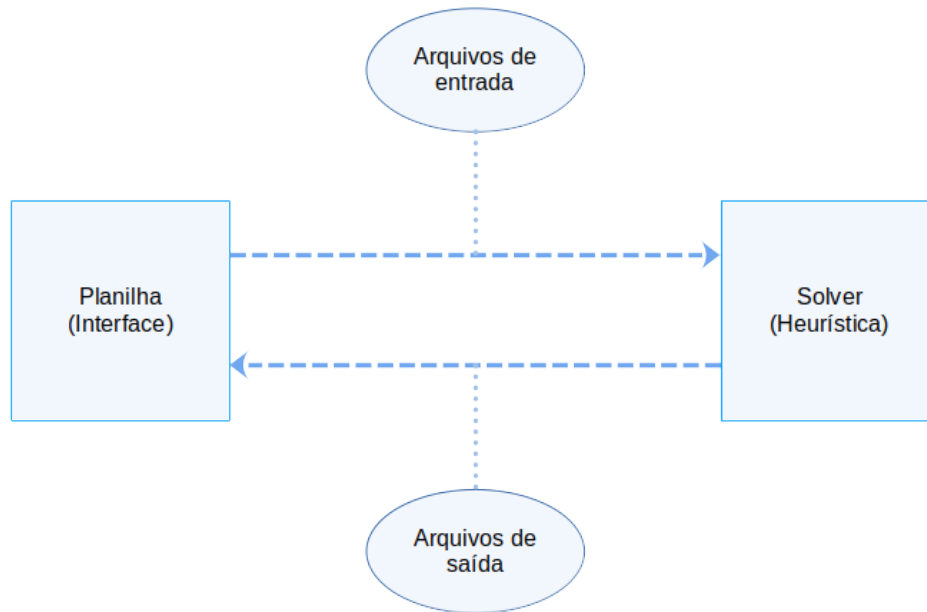 Arquivos de
entrada
Planilha
(Interface)
Solver
(Heurística)
Arquivos de
saída